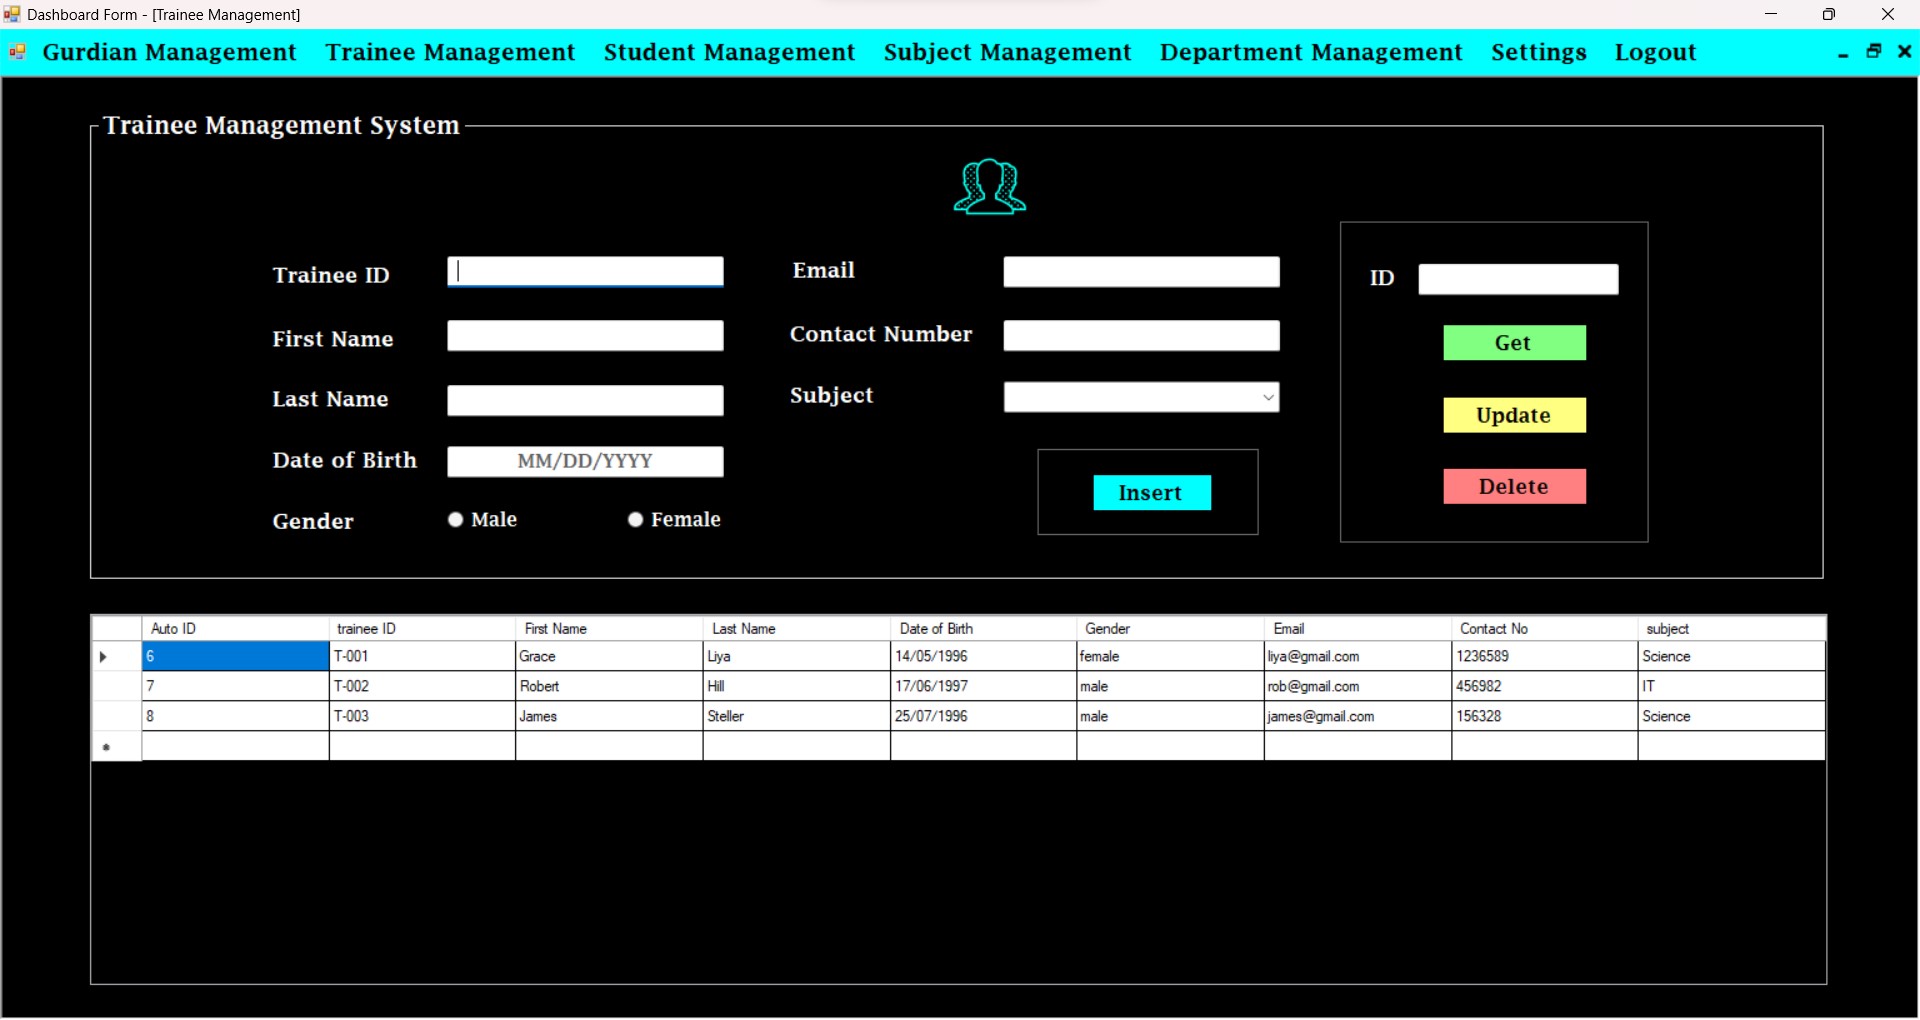 Dashboard Form - [Trainee Management]
Gurdian Management Trainee Management Student Management Subject Management Department Management Settings Logout
Trainee Management System
Trainee ID
Email
ID
First Name
Contact Number
Get
Last Name
Subject
Update
Date of Birth MM/DD/YYYY
Insert
Delete
Gender Male Female
Auto ID trainee ID First Name Last Name Date of Birth Gender Email Contact No subject
6 T-001 Grace Liya 14/05/1996 female liya@gmail.com 1236589 Science
7 T-002 Robert Hill 17/06/1997 male rob@gmail.com 456982 IT
8 T-003 James Steller 25/07/1996 male james@gmail.com 156328 Science